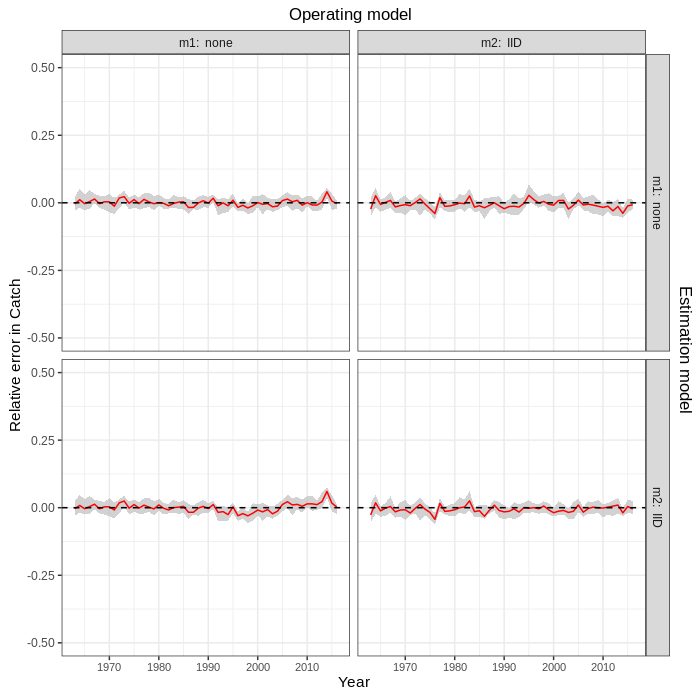 Operating model
m1: none
m2: IID
0.50
0.25
0.00
-0.25
-0.50
m1: none
0.50
0.25
0.00
-0.25
-0.50
m2: IID
Relative error in Catch
Estimation model
1970 1980 1990 2000 2010
1970 1980 1990 2000 2010
Year